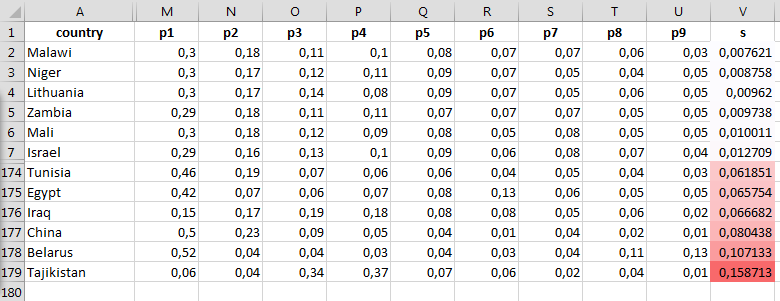 A M N O P Q R S T U V
1 country p1 p2 p3 p4 p5 p6 p7 p8 p9 s
2 Malawi 0,3 0,18 0,11 0,1 0,08 0,07 0,07 0,06 0,03 0,007621
3 Niger 0,3 0,17 0,12 0,11 0,09 0,07 0,05 0,04 0,05 0,008758
4 Lithuania 0,3 0,17 0,14 0,08 0,09 0,07 0,05 0,06 0,05 0,00962
5 Zambia 0,29 0,18 0,11 0,11 0,07 0,07 0,07 0,05 0,05 0,009738
6 Mali 0,3 0,18 0,12 0,09 0,08 0,05 0,08 0,05 0,05 0,010011
7 Israel 0,29 0,16 0,13 0,1 0,09 0,06 0,08 0,07 0,04 0,012709
174 Tunisia 0,46 0,19 0,07 0,06 0,06 0,04 0,05 0,04 0,03 0,061851
175 Egypt 0,42 0,07 0,06 0,07 0,08 0,13 0,06 0,05 0,05 0,065754
176 Iraq 0,15 0,17 0,19 0,18 0,08 0,08 0,05 0,06 0,02 0,066682
177 China 0,5 0,23 0,09 0,05 0,04 0,01 0,04 0,02 0,01 0,080438
178 Belarus 0,52 0,04 0,04 0,03 0,04 0,03 0,04 0,11 0,13 0,107133
179 Tajikistan 0,06 0,04 0,34 0,37 0,07 0,06 0,02 0,04 0,01 0,158713
180